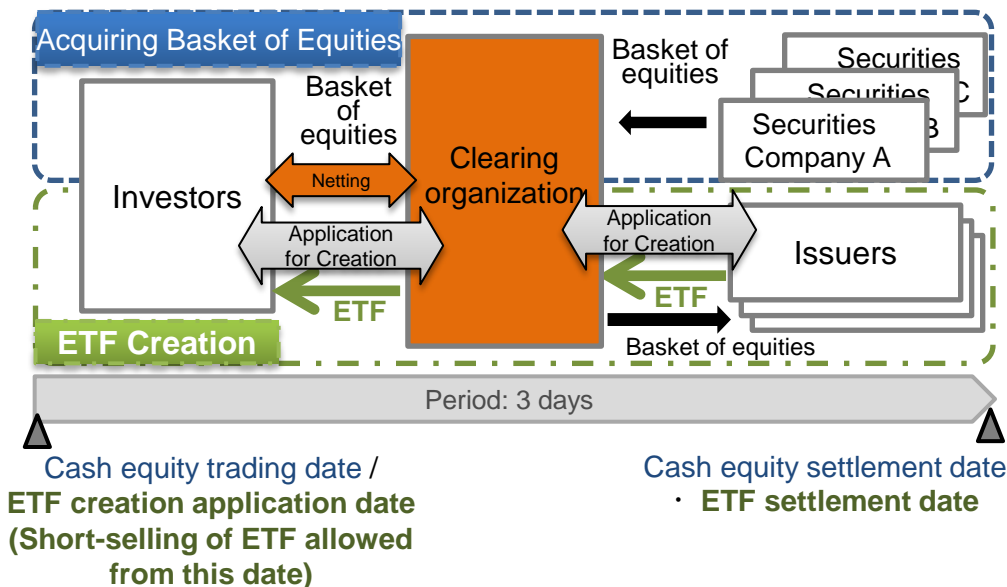 Acquiring Basket of Equities
Basket
of
equities
Netting
Investors
Application
for Creation
ETF
Clearing
organization
Basket of
equities
Securities
C
Securities
B
Securities
Company A
Application
for Creation
Issuers
ETF
Basket of equities
ETF Creation
Period: 3 days
Cash equity trading date /
ETF creation application date
(Short-selling of ETF allowed
from this date)
Cash equity settlement date
・ ETF settlement date